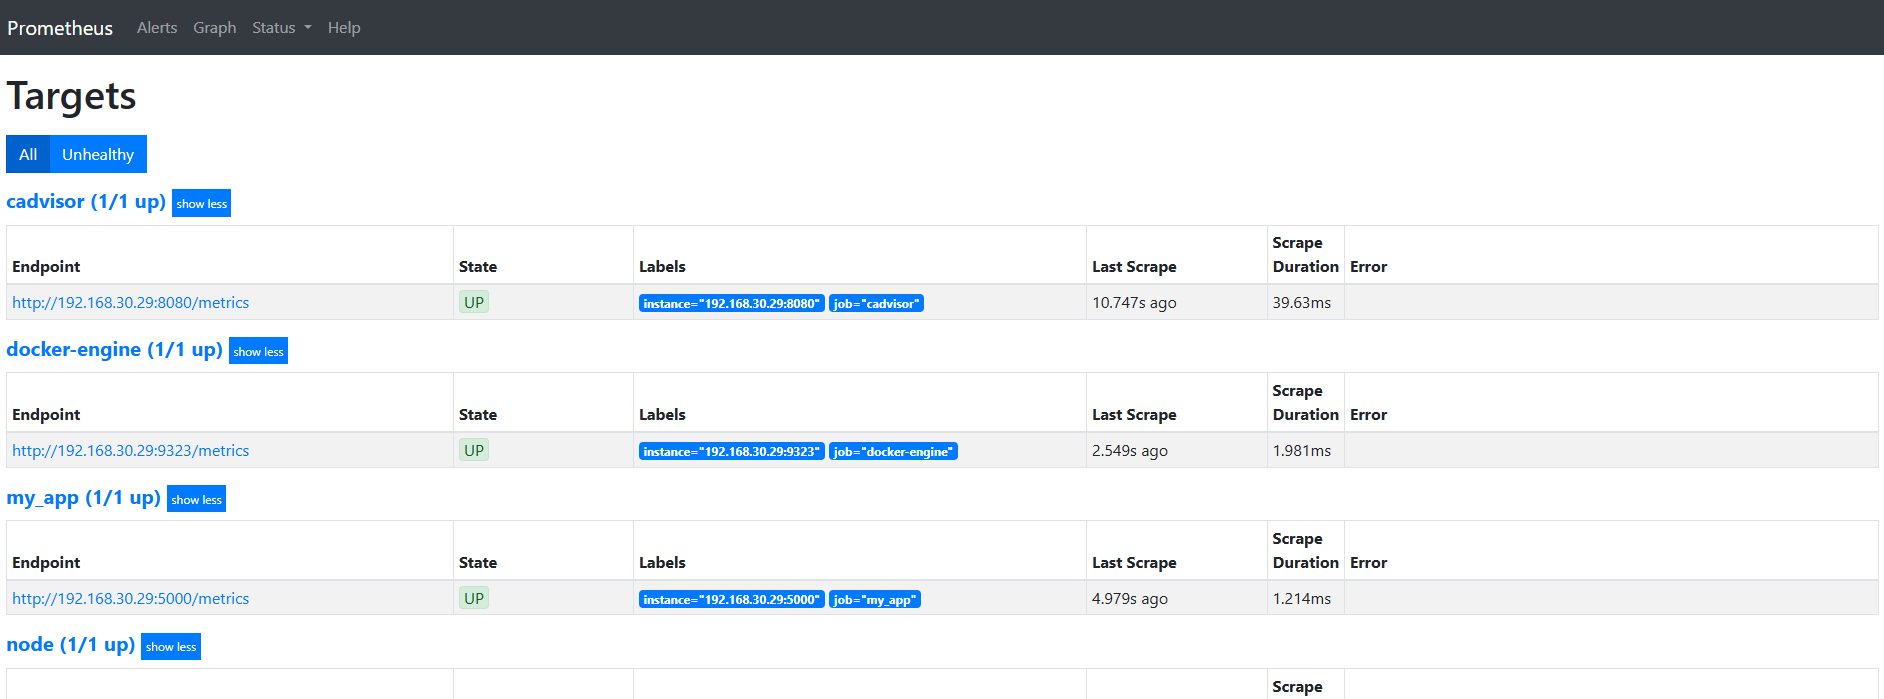 Prometheus Alerts Graph Status Help
Targets
All Unhealthy
cadvisor (1/1 up) show less
Endpoint State Labels Last Scrape Scrape Duration Error
http://192.168.30.29:8080/metrics UP instance="192.168.30.29:8080" job="cadvisor" 10.747s ago 39.63ms
docker-engine (1/1 up) show less
Endpoint State Labels Last Scrape Scrape Duration Error
http://192.168.30.29:9323/metrics UP instance="192.168.30.29:9323" job="docker-engine" 2.549s ago 1.981ms
my_app (1/1 up) show less
Endpoint State Labels Last Scrape Scrape Duration Error
http://192.168.30.29:5000/metrics UP instance="192.168.30.29:5000" job="my_app" 4.979s ago 1.214ms
node (1/1 up) show less
Scrape